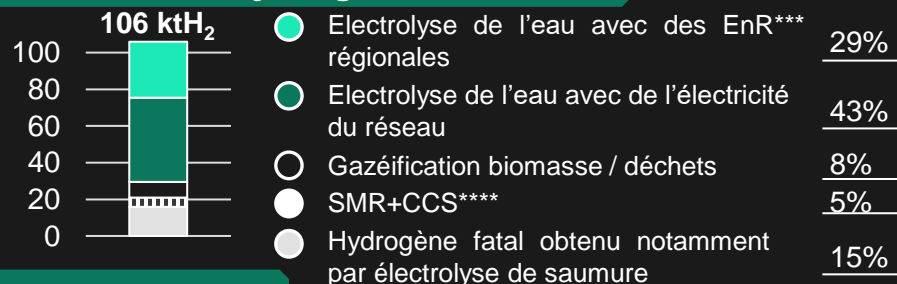 106 ktH₂
100
80
60
40
20
0
Electrolyse de l'eau avec des EnR***
régionales
29%
Electrolyse de l'eau avec de l'électricité
du réseau
43%
Gazéification biomasse / déchets
8%
SMR+CCS****
5%
Hydrogène fatal obtenu notamment
par électrolyse de saumure
15%